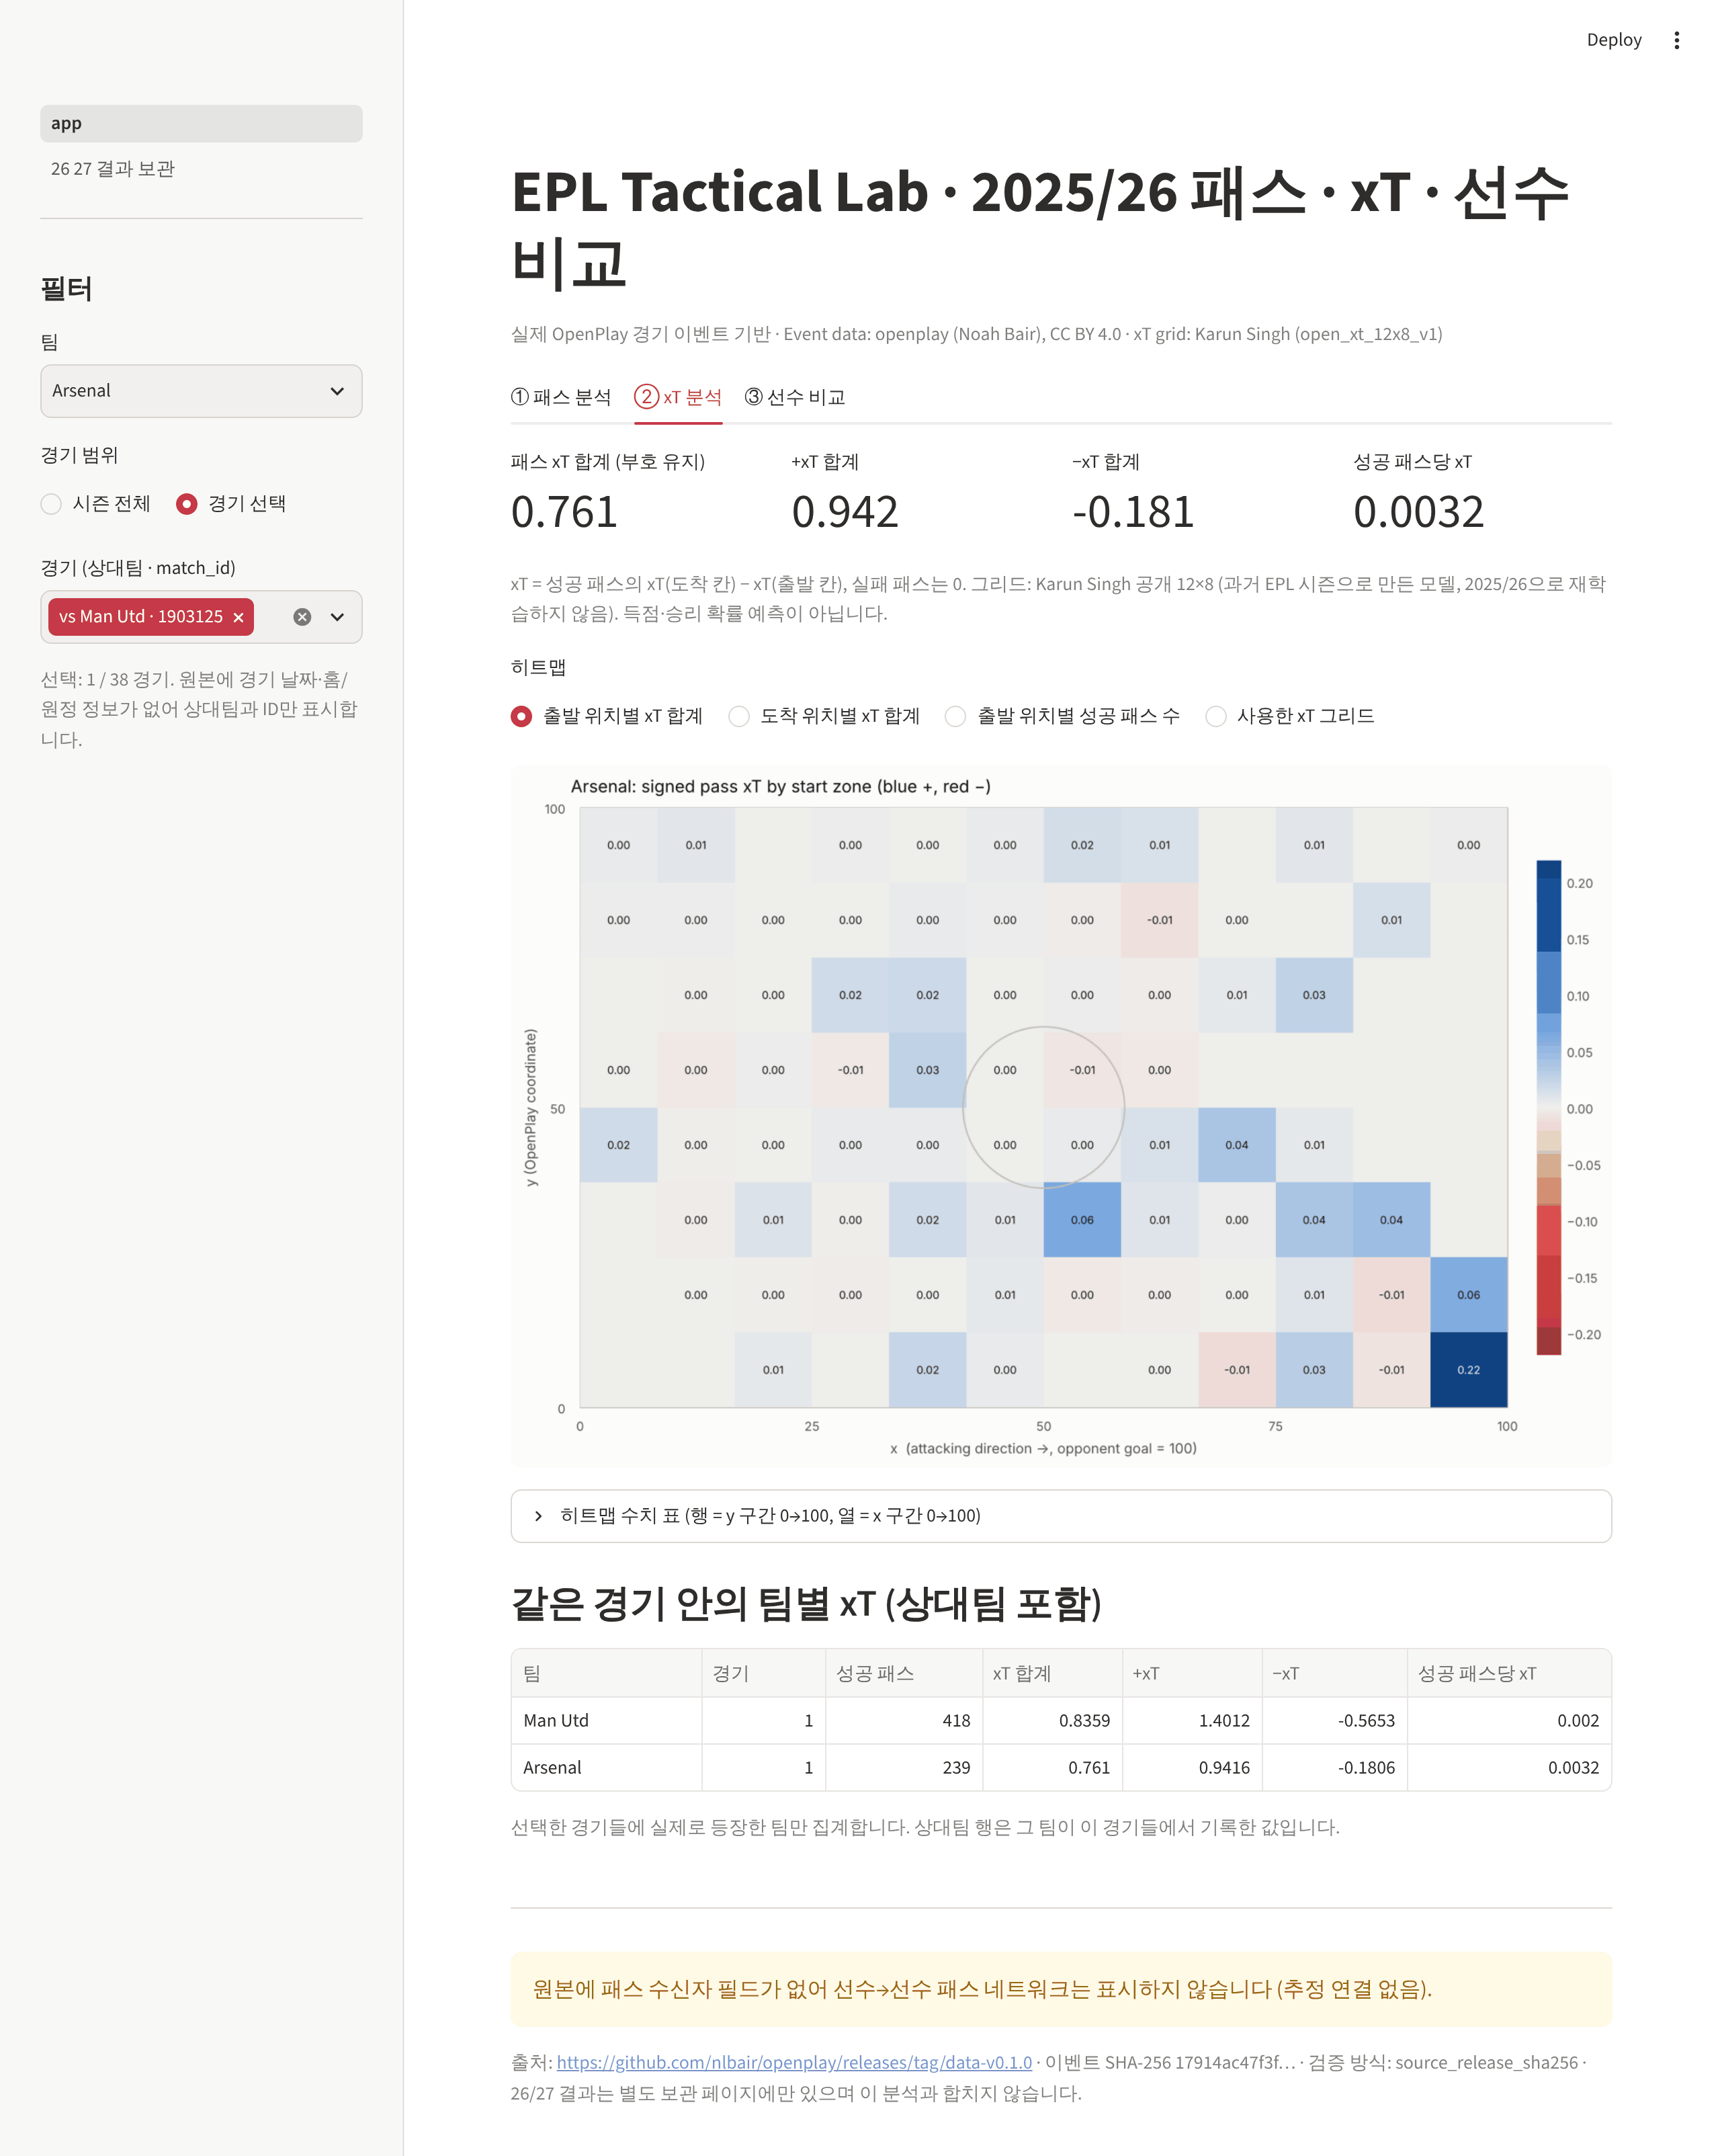 Deploy
app
26 27 결과 보관
필터
팀
Arsenal
경기 범위
시즌 전체
경기 선택
경기 (상대팀 · match_id)
vs Man Utd · 1903125
선택: 1 / 38 경기. 원본에 경기 날짜·홈/
원정 정보가 없어 상대팀과 ID만 표시합
니다.
EPL Tactical Lab · 2025/26 패스 · xT · 선수
비교
실제 OpenPlay 경기 이벤트 기반 · Event data: openplay (Noah Bair), CC BY 4.0 · xT grid: Karun Singh (open_xt_12x8_v1)
① 패스 분석 ② xT 분석 ③ 선수 비교
패스 xT 합계 (부호 유지) +xT 합계 −xT 합계 성공 패스당 xT
0.761 0.942 -0.181 0.0032
xT = 성공 패스의 xT(도착 칸) − xT(출발 칸), 실패 패스는 0. 그리드: Karun Singh 공개 12×8 (과거 EPL 시즌으로 만든 모델, 2025/26으로 재학
습하지 않음). 득점·승리 확률 예측이 아닙니다.
히트맵
출발 위치별 xT 합계 도착 위치별 xT 합계 출발 위치별 성공 패스 수 사용한 xT 그리드
Arsenal: signed pass xT by start zone (blue +, red −)
100
0.00 0.01 0.00 0.00 0.00 0.02 0.01 0.01 0.00
0.00 0.00 0.00 0.00 0.00 0.00 0.00 -0.01 0.00 0.01
0.00 0.00 0.02 0.02 0.00 0.00 0.00 0.01 0.03
0.00 0.00 0.00 -0.01 0.03 0.00 -0.01 0.00
50
0.02 0.00 0.00 0.00 0.00 0.00 0.00 0.01 0.04 0.01
0.00 0.01 0.00 0.02 0.01 0.06 0.01 0.00 0.04 0.04
0.00 0.00 0.00 0.00 0.01 0.00 0.00 0.00 0.01 -0.01 0.06
0.01 0.02 0.00 0.00 -0.01 0.03 -0.01 0.22
0
0 25 50 75 100
x (attacking direction →, opponent goal = 100)
y (OpenPlay coordinate)
0.20
0.15
0.10
0.05
0.00
−0.05
−0.10
−0.15
−0.20
히트맵 수치 표 (행 = y 구간 0→100, 열 = x 구간 0→100)
같은 경기 안의 팀별 xT (상대팀 포함)
팀 경기 성공 패스 xT 합계 +xT −xT 성공 패스당 xT
Man Utd 1 418 0.8359 1.4012 -0.5653 0.002
Arsenal 1 239 0.761 0.9416 -0.1806 0.0032
선택한 경기들에 실제로 등장한 팀만 집계합니다. 상대팀 행은 그 팀이 이 경기들에서 기록한 값입니다.
원본에 패스 수신자 필드가 없어 선수→선수 패스 네트워크는 표시하지 않습니다 (추정 연결 없음).
출처: https://github.com/nlbair/openplay/releases/tag/data-v0.1.0 · 이벤트 SHA-256 17914ac47f3f… · 검증 방식: source_release_sha256 ·
26/27 결과는 별도 보관 페이지에만 있으며 이 분석과 합치지 않습니다.